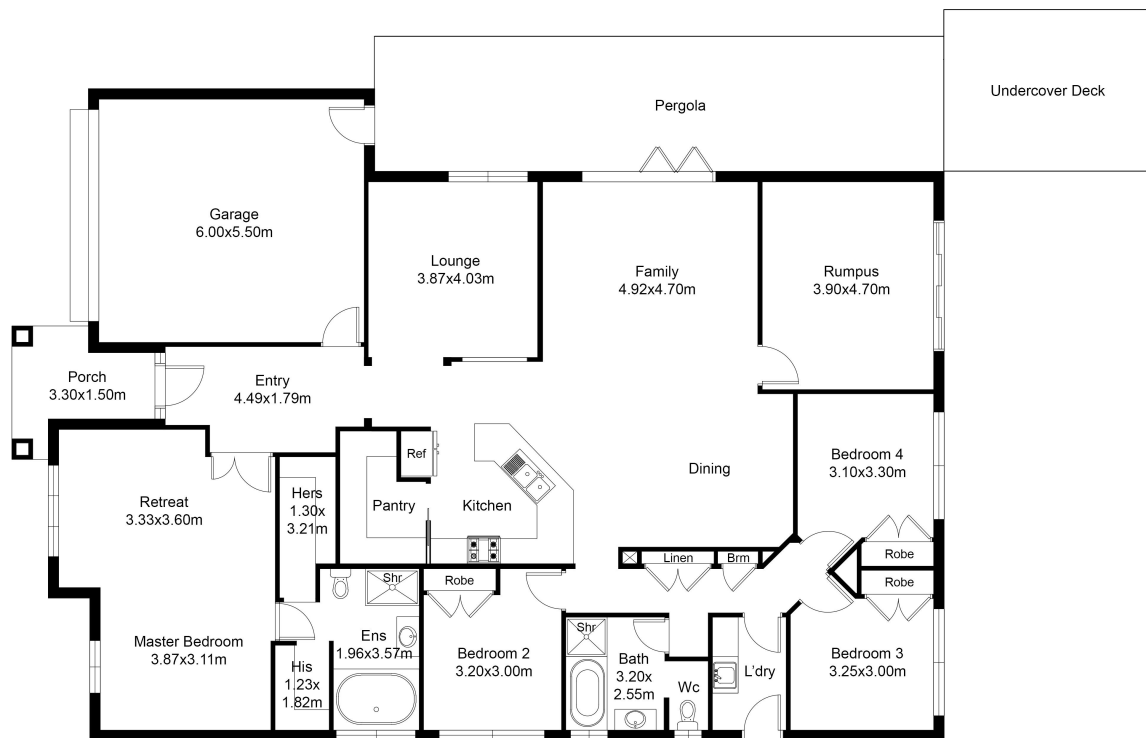 Undercover Deck
Pergola
Garage
6.00x5.50m
Lounge
3.87x4.03m
Family
4.92x4.70m
Rumpus
3.90x4.70m
Porch
3.30x1.50m
Entry
4.49x1.79m
Ref
Dining
Bedroom 4
3.10x3.30m
Retreat
3.33x3.60m
Hers
1.30x
3.21m
Pantry
Kitchen
Linen
Brm
Robe
Robe
Shr
Robe
Master Bedroom
3.87x3.11m
His
1.23x
1.82m
Ens
1.96x3.57m
Bedroom 2
3.20x3.00m
Shr
Bath
3.20x
2.55m
Wc
L'dry
Bedroom 3
3.25x3.00m